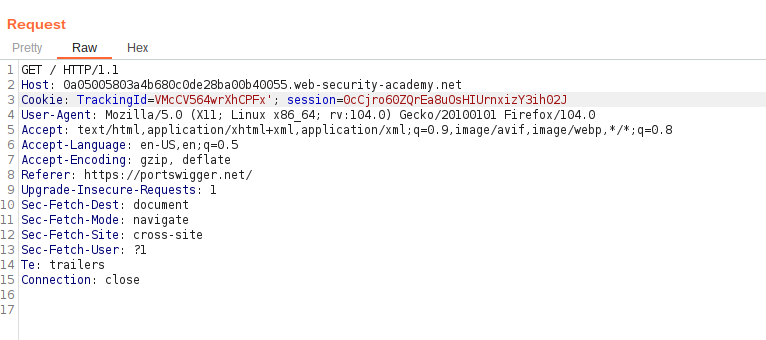 Request
Pretty Raw Hex
1 GET / HTTP/1.1
2 Host: 0a05005803a4b680c0de28ba00b40055.web-security-academy.net
3 Cookie: TrackingId=VMcCV564wrXhCPFx'; session=0cCjro60ZQrEa8uOsHIUrnxizY3ih02J
4 User-Agent: Mozilla/5.0 (X11; Linux x86_64; rv:104.0) Gecko/20100101 Firefox/104.0
5 Accept: text/html,application/xhtml+xml,application/xml;q=0.9,image/avif,image/webp,*/*;q=0.8
6 Accept-Language: en-US,en;q=0.5
7 Accept-Encoding: gzip, deflate
8 Referer: https://portswigger.net/
9 Upgrade-Insecure-Requests: 1
10 Sec-Fetch-Dest: document
11 Sec-Fetch-Mode: navigate
12 Sec-Fetch-Site: cross-site
13 Sec-Fetch-User: ?1
14 Te: trailers
15 Connection: close
16
17